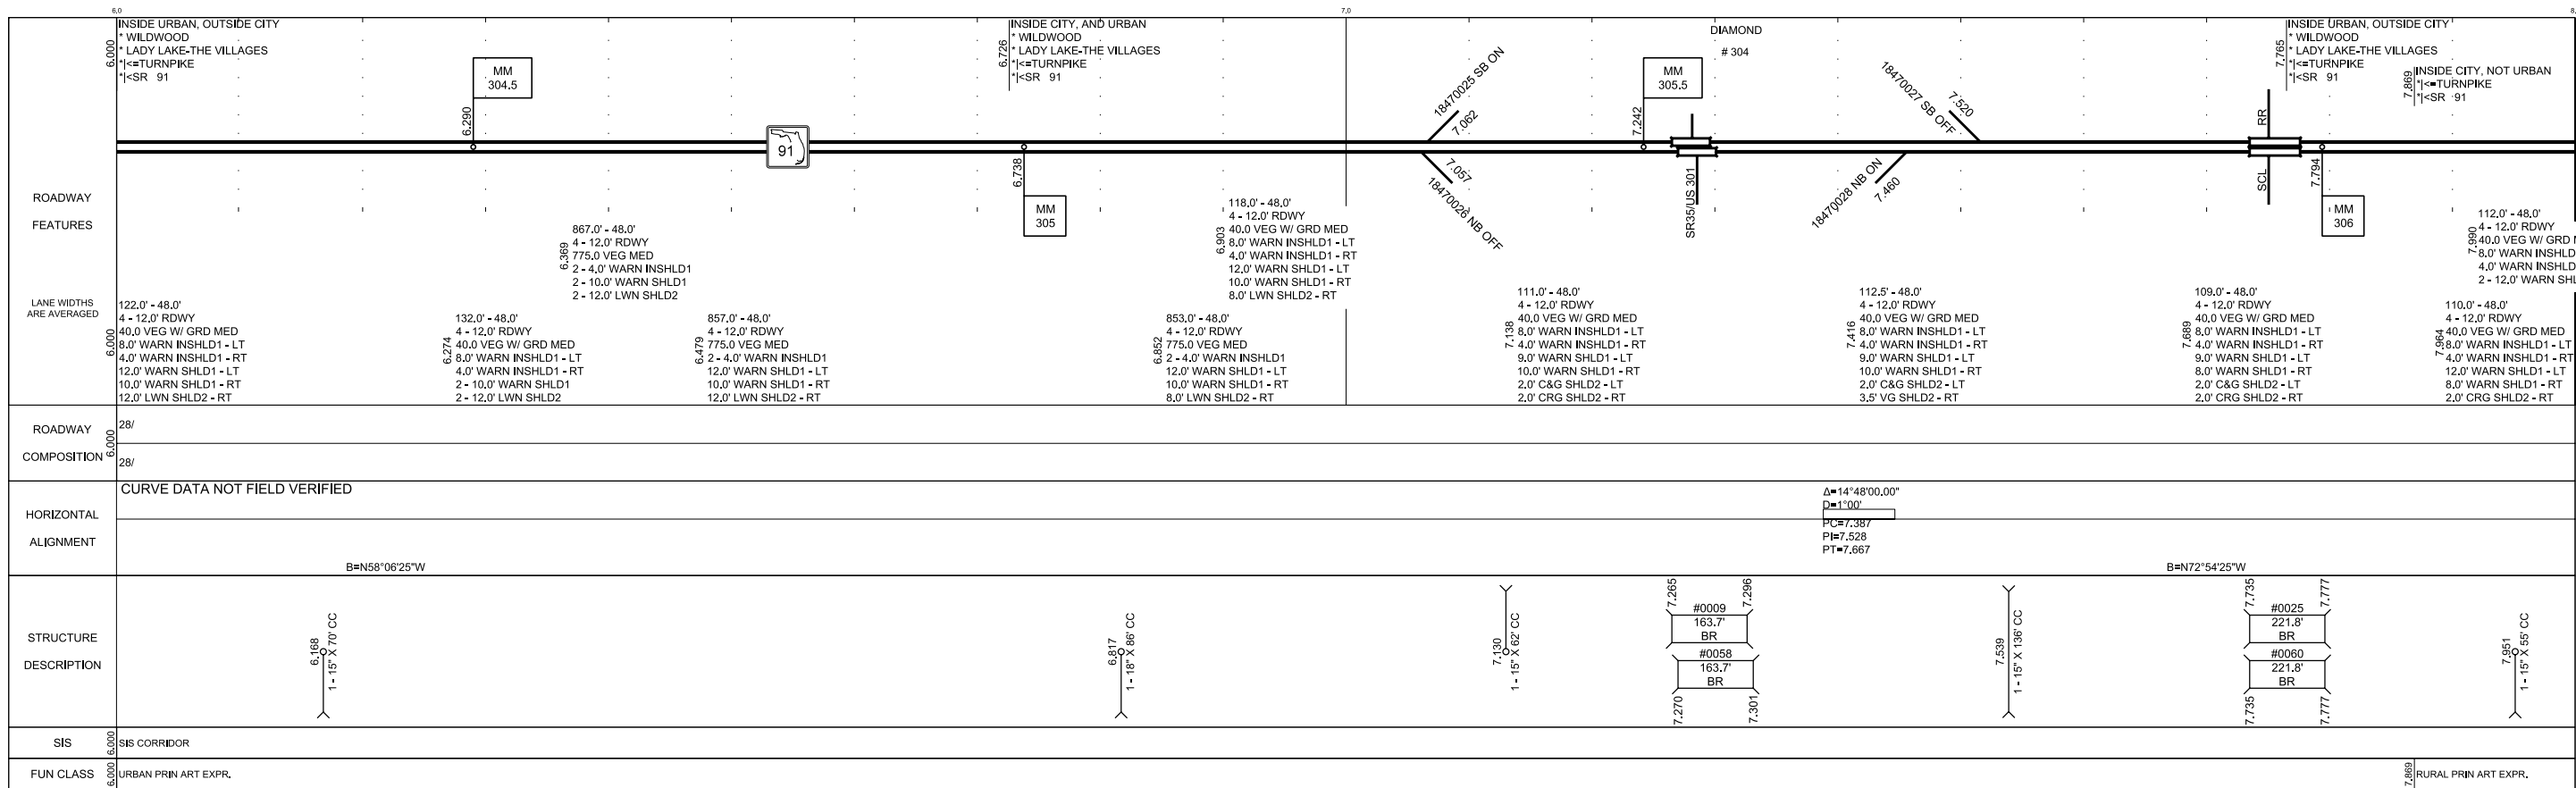 6.0
7.0
8.
6.000
INSIDE URBAN, OUTSIDE CITY
* WILDWOOD
* LADY LAKE-THE VILLAGES
*|<=TURNPIKE
*|<SR 91
6.726
INSIDE CITY, AND URBAN
* WILDWOOD
* LADY LAKE-THE VILLAGES
*|<=TURNPIKE
*|<SR 91
DIAMOND
# 304
7.765
INSIDE URBAN, OUTSIDE CITY
* WILDWOOD
* LADY LAKE-THE VILLAGES
*|<=TURNPIKE
*|<SR 91
7.869
INSIDE CITY, NOT URBAN
*|<=TURNPIKE
*|<SR 91
MM
304.5
6.290
91
6.738
MM
305
18470025 SB ON
7.062
7.057
18470026 NB OFF
MM
305.5
7.242
SR35/US 301
18470027 SB OFF
7.520
18470028 NB ON
7.460
RR
SCL
7.794
MM
306
ROADWAY
FEATURES
LANE WIDTHS
ARE AVERAGED
6.000
122.0' - 48.0'
4 - 12.0' RDWY
40.0 VEG W/ GRD MED
8.0' WARN INSHLD1 - LT
4.0' WARN INSHLD1 - RT
12.0' WARN SHLD1 - LT
10.0' WARN SHLD1 - RT
12.0' LWN SHLD2 - RT
6.274
132.0' - 48.0'
4 - 12.0' RDWY
40.0 VEG W/ GRD MED
8.0' WARN INSHLD1 - LT
4.0' WARN INSHLD1 - RT
2 - 10.0' WARN SHLD1
2 - 12.0' LWN SHLD2
6.369
867.0' - 48.0'
4 - 12.0' RDWY
775.0 VEG MED
2 - 4.0' WARN INSHLD1
2 - 10.0' WARN SHLD1
2 - 12.0' LWN SHLD2
6.479
857.0' - 48.0'
4 - 12.0' RDWY
775.0 VEG MED
2 - 4.0' WARN INSHLD1
12.0' WARN SHLD1 - LT
10.0' WARN SHLD1 - RT
12.0' LWN SHLD2 - RT
6.852
853.0' - 48.0'
4 - 12.0' RDWY
775.0 VEG MED
2 - 4.0' WARN INSHLD1
12.0' WARN SHLD1 - LT
10.0' WARN SHLD1 - RT
8.0' LWN SHLD2 - RT
6.903
118.0' - 48.0'
4 - 12.0' RDWY
40.0 VEG W/ GRD MED
8.0' WARN INSHLD1 - LT
4.0' WARN INSHLD1 - RT
12.0' WARN SHLD1 - LT
10.0' WARN SHLD1 - RT
8.0' LWN SHLD2 - RT
7.138
111.0' - 48.0'
4 - 12.0' RDWY
40.0 VEG W/ GRD MED
8.0' WARN INSHLD1 - LT
4.0' WARN INSHLD1 - RT
9.0' WARN SHLD1 - LT
10.0' WARN SHLD1 - RT
2.0' C&G SHLD2 - LT
2.0' CRG SHLD2 - RT
7.416
112.5' - 48.0'
4 - 12.0' RDWY
40.0 VEG W/ GRD MED
8.0' WARN INSHLD1 - LT
4.0' WARN INSHLD1 - RT
9.0' WARN SHLD1 - LT
10.0' WARN SHLD1 - RT
2.0' C&G SHLD2 - LT
3.5' VG SHLD2 - RT
7.689
109.0' - 48.0'
4 - 12.0' RDWY
40.0 VEG W/ GRD MED
8.0' WARN INSHLD1 - LT
4.0' WARN INSHLD1 - RT
9.0' WARN SHLD1 - LT
8.0' WARN SHLD1 - RT
2.0' C&G SHLD2 - LT
2.0' CRG SHLD2 - RT
7.964
110.0' - 48.0'
4 - 12.0' RDWY
40.0 VEG W/ GRD MED
8.0' WARN INSHLD1 - LT
4.0' WARN INSHLD1 - RT
12.0' WARN SHLD1 - LT
8.0' WARN SHLD1 - RT
2.0' CRG SHLD2 - RT
7.990
112.0' - 48.0'
4 - 12.0' RDWY
40.0 VEG W/ GRD
8.0' WARN INSHLD
4.0' WARN INSHLD
2 - 12.0' WARN SHL
ROADWAY
COMPOSITION
6.000
28/
28/
HORIZONTAL
ALIGNMENT
CURVE DATA NOT FIELD VERIFIED
B=N58°06'25"W
Δ=14°48'00.00"
D=1°00'
PC=7.387
PI=7.528
PT=7.667
B=N72°54'25"W
STRUCTURE
DESCRIPTION
6.168
1 - 15" X 70' CC
6.817
1 - 18" X 86' CC
7.130
1 - 15" X 62' CC
7.265
7.296
#0009
163.7'
BR
#0058
163.7'
BR
7.270
7.301
7.539
1 - 15" X 136' CC
7.735
7.777
#0025
221.8'
BR
#0060
221.8'
BR
7.735
7.777
7.951
1 - 15" X 55' CC
SIS
6.000
SIS CORRIDOR
FUN CLASS
6.000
URBAN PRIN ART EXPR.
7.869
RURAL PRIN ART EXPR.